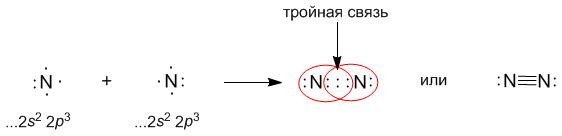 тройная связь
:N· + ·N: :N:::N: или :N≡N:
...2s² 2p³ ...2s² 2p³